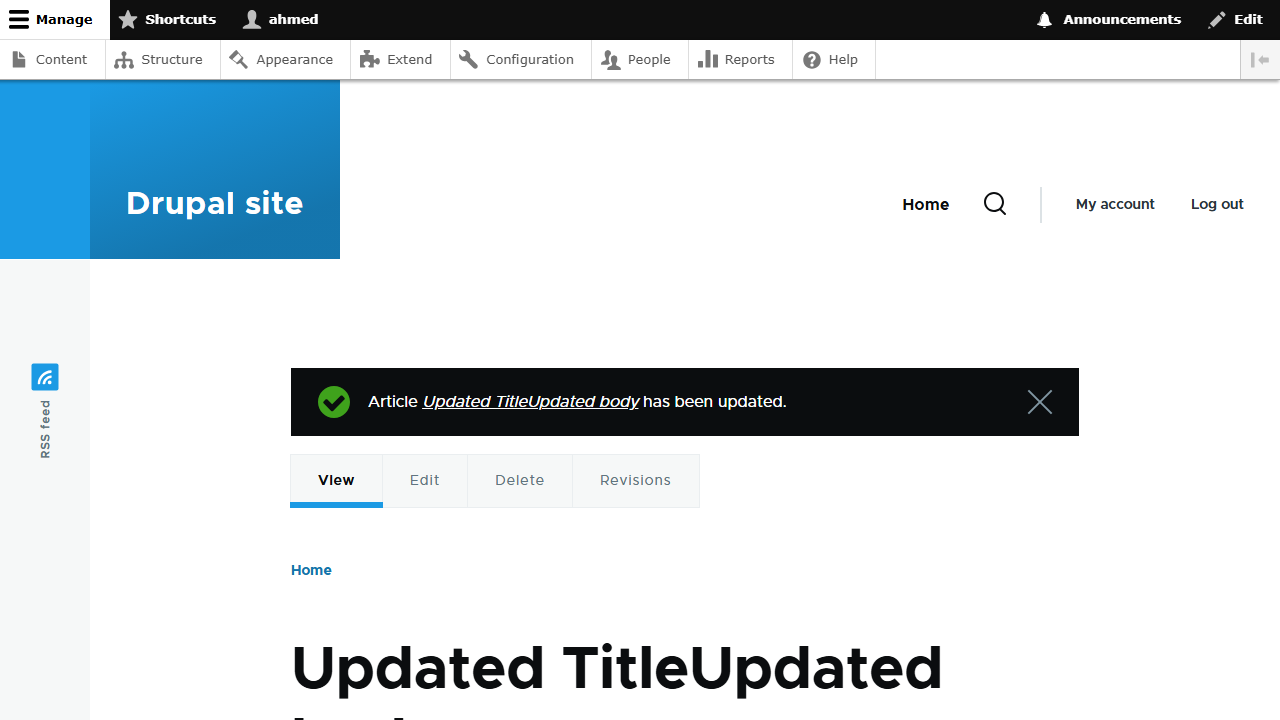 Manage Shortcuts ahmed Announcements Edit
Content Structure Appearance Extend Configuration People Reports Help
Drupal site
Home My account Log out
RSS feed
Article Updated TitleUpdated body has been updated.
View Edit Delete Revisions
Home
Updated TitleUpdated